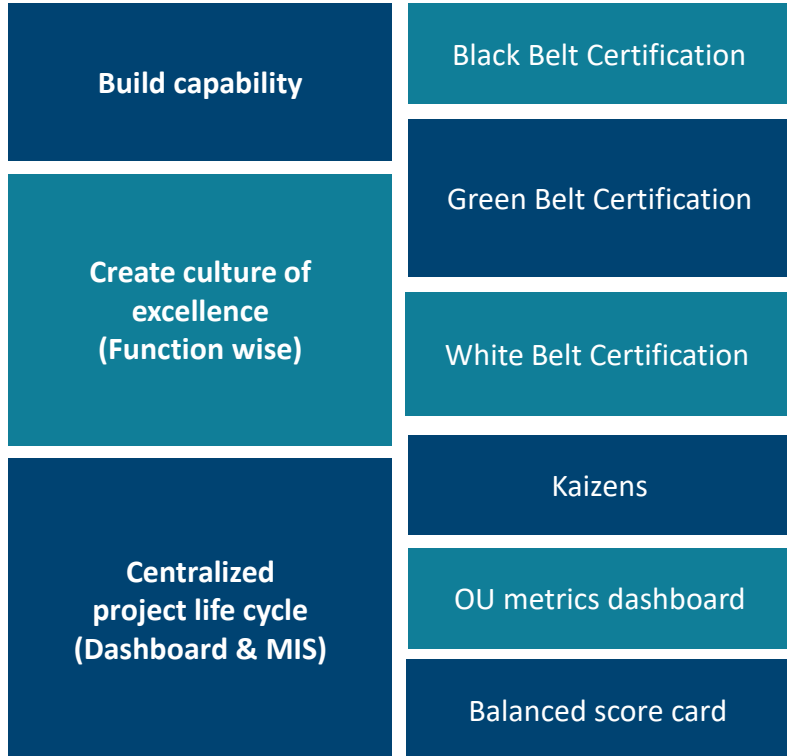 Build capability
Create culture of
excellence
(Function wise)
Centralized
project life cycle
(Dashboard & MIS)
Black Belt Certification
Green Belt Certification
White Belt Certification
Kaizens
OU metrics dashboard
Balanced score card